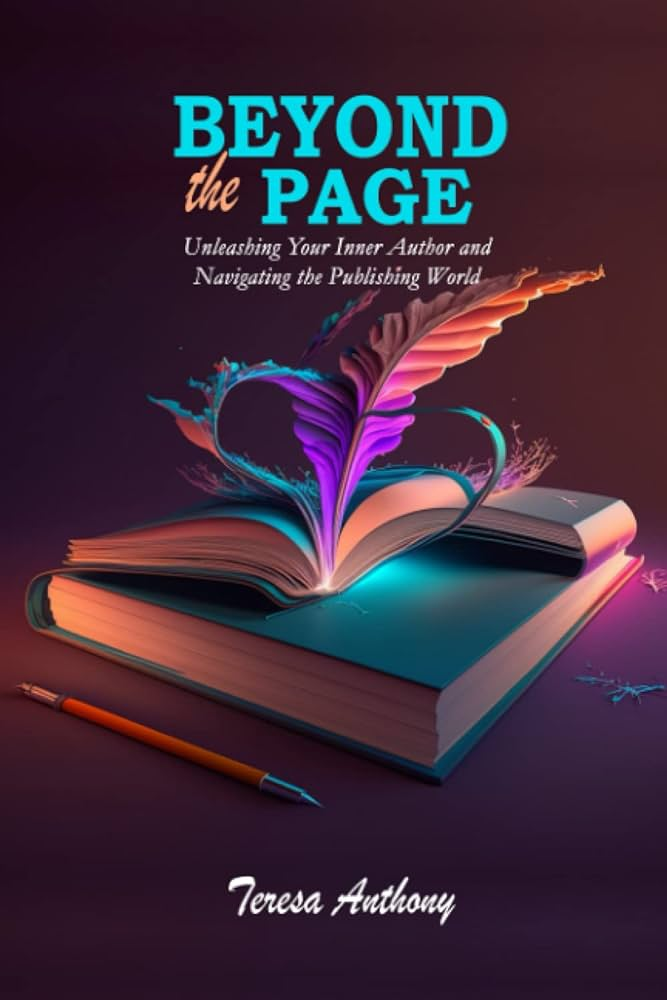 BEYOND
the PAGE
Unleashing Your Inner Author and
Navigating the Publishing World
Teresa Anthony